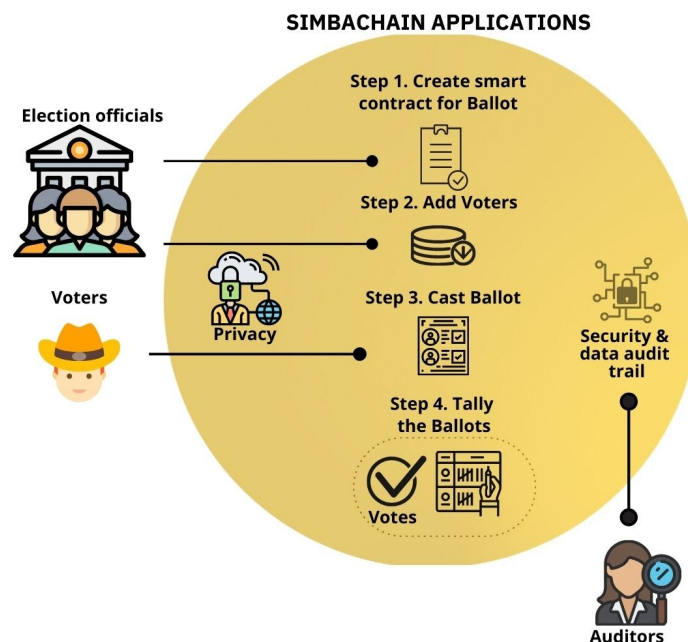 SIMBACHAIN APPLICATIONS
Step 1. Create smart
contract for Ballot
Election officials
Step 2. Add Voters
Voters
Privacy
Step 3. Cast Ballot
Security &
data audit
trail
Step 4. Tally
the Ballots
Votes
Auditors